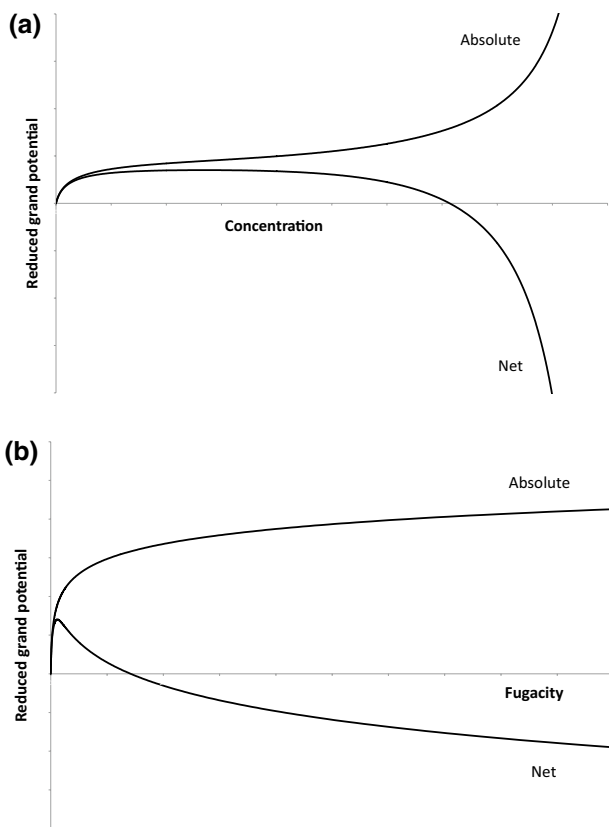 (a)
Absolute
Reduced grand potential
Concentration
Net
(b)
Absolute
Reduced grand potential
Fugacity
Net